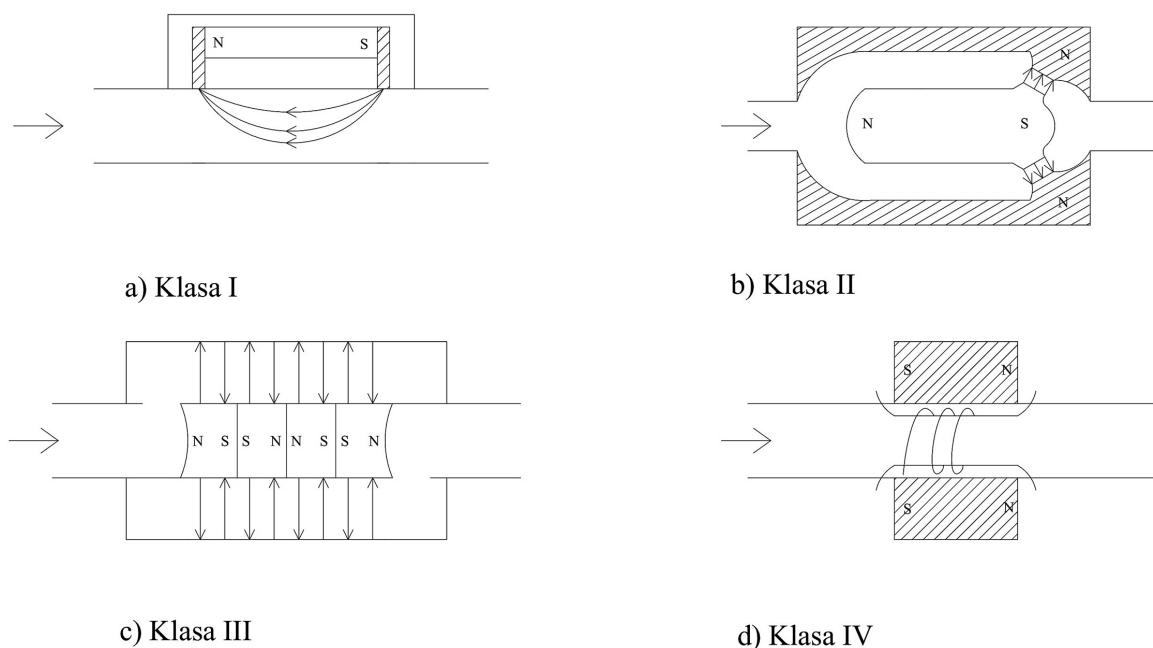 N S
N
N S
N
a) Klasa I
b) Klasa II
N S S N N S S N
S N
S N
c) Klasa III
d) Klasa IV